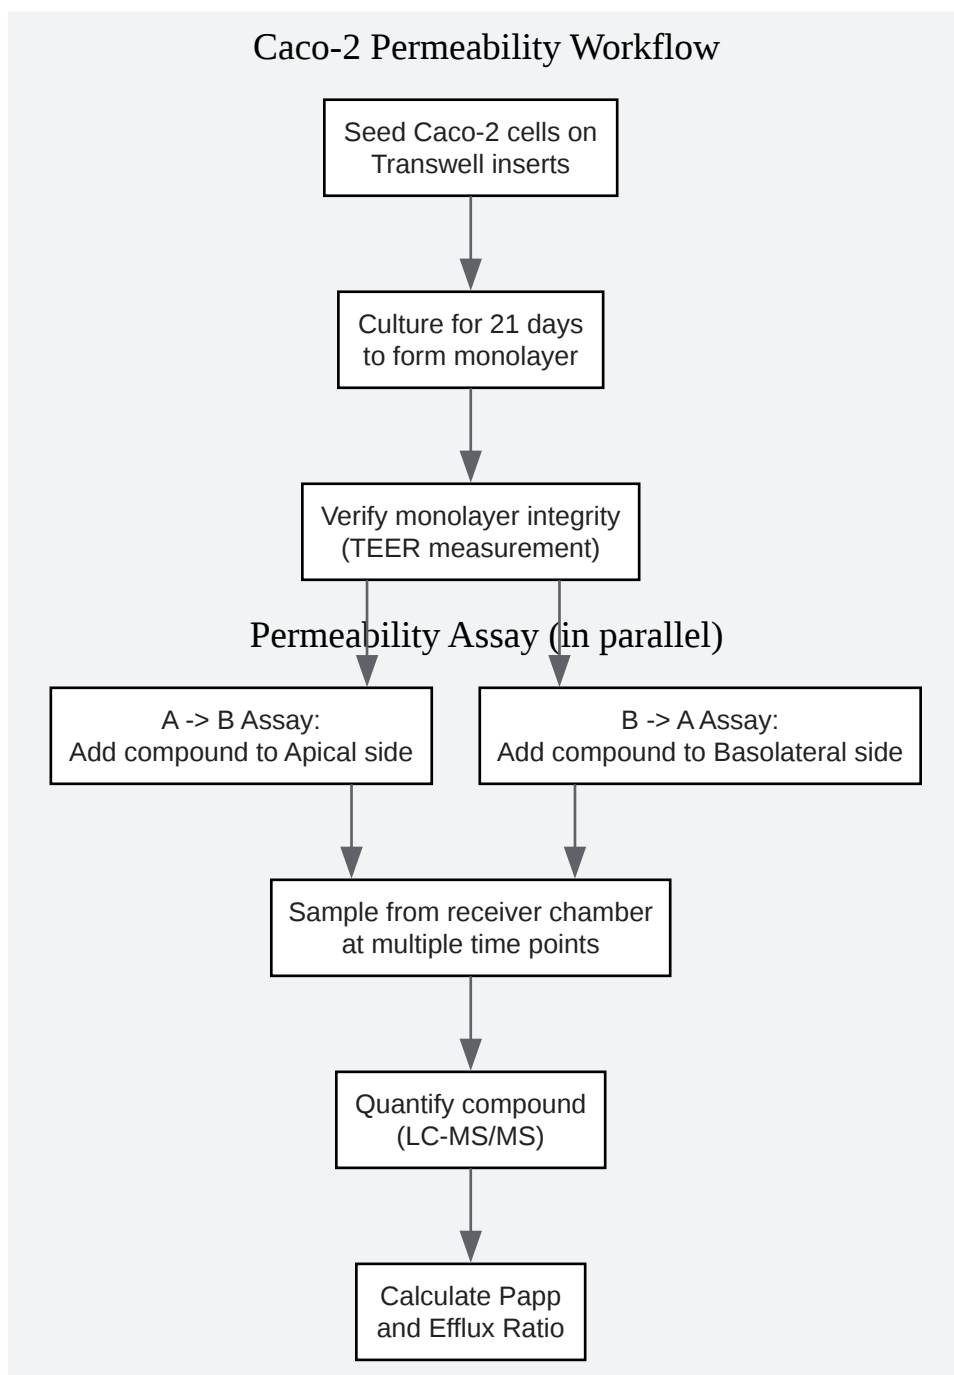 Caco-2 Permeability Workflow
Seed Caco-2 cells on
Transwell inserts
Culture for 21 days
to form monolayer
Verify monolayer integrity
(TEER measurement)
Permeability Assay (in parallel)
A -> B Assay:
Add compound to Apical side
B -> A Assay:
Add compound to Basolateral side
Sample from receiver chamber
at multiple time points
Quantify compound
(LC-MS/MS)
Calculate Papp
and Efflux Ratio